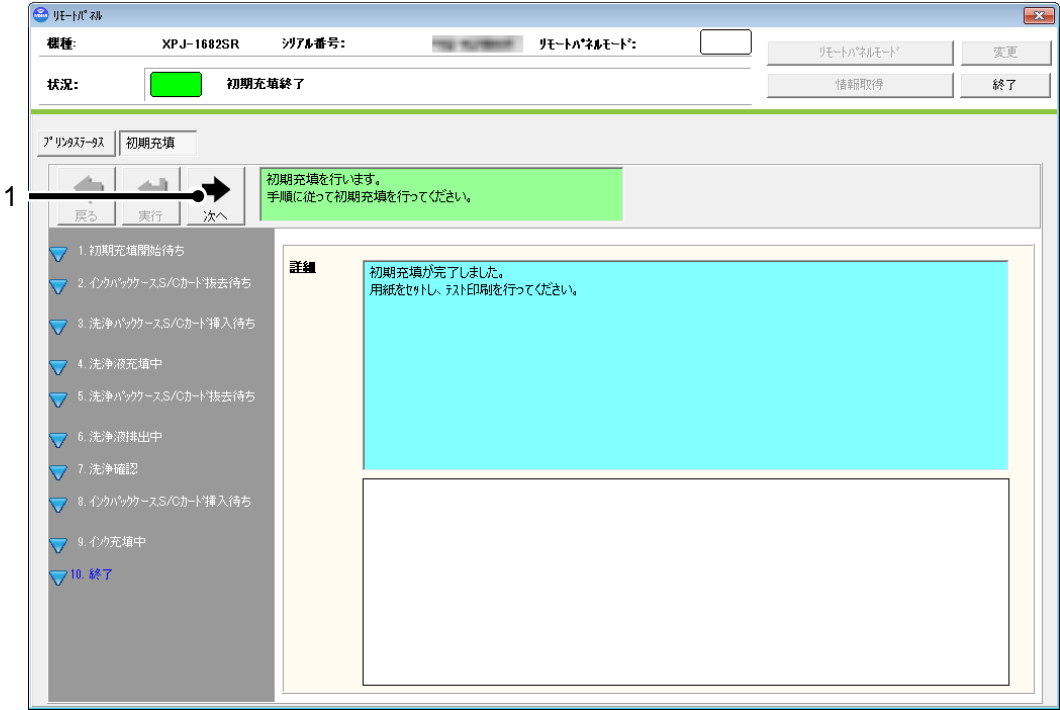 リモートパネル
機種: XPJ-1682SR シリアル番号: リモートパネルモード: リモートパネルモード 変更
状況: 初期充填終了 情報取得 終了
プリンタステータス 初期充填
1
戻る 実行 次へ
初期充填を行います。
手順に従って初期充填を行ってください。
1. 初期充填開始待ち
2. インクパックケース,S/Cカード抜去待ち
3. 洗浄パックケース,S/Cカード挿入待ち
4. 洗浄液充填中
5. 洗浄パックケース,S/Cカード抜去待ち
6. 洗浄液排出中
7. 洗浄確認
8. インクパックケース,S/Cカード挿入待ち
9. インク充填中
10. 終了
詳細
初期充填が完了しました。
用紙をセットし、テスト印刷を行ってください。